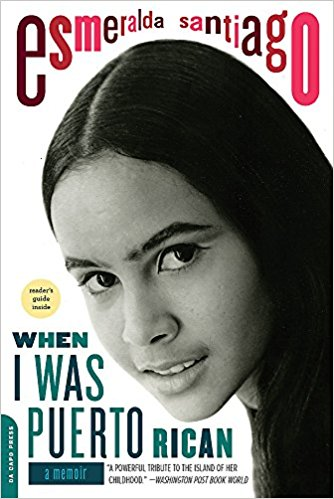 esmeralda santiago
reader's
guide
inside
WHEN
I WAS
PUERTO
RICAN
a memoir
"A POWERFUL TRIBUTE TO THE ISLAND OF HER
CHILDHOOD." —WASHINGTON POST BOOK WORLD
DA CAPO PRESS